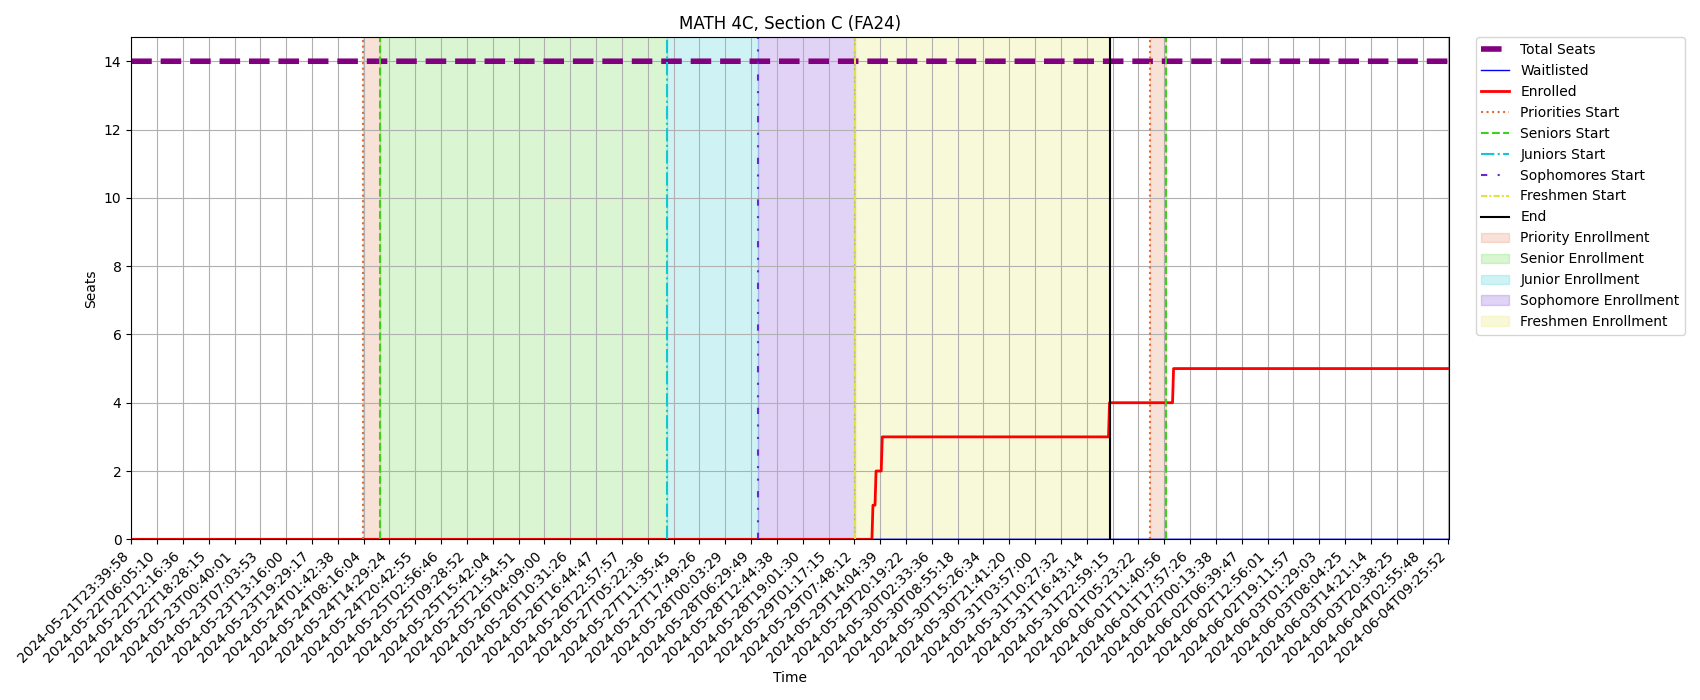 MATH 4C, Section C (FA24)
14
12
10
8
6
4
2
0
Seats
2024-05-21T23:39:58
2024-05-22T06:05:10
2024-05-22T12:16:36
2024-05-22T18:28:15
2024-05-23T00:40:01
2024-05-23T07:03:53
2024-05-23T13:16:00
2024-05-23T19:29:17
2024-05-24T01:42:38
2024-05-24T08:16:04
2024-05-24T14:29:24
2024-05-24T20:42:55
2024-05-25T02:56:46
2024-05-25T09:28:52
2024-05-25T15:42:04
2024-05-25T21:54:51
2024-05-26T04:09:00
2024-05-26T10:31:26
2024-05-26T16:44:47
2024-05-26T22:57:57
2024-05-27T05:22:36
2024-05-27T11:35:45
2024-05-27T17:49:26
2024-05-28T00:03:29
2024-05-28T06:29:49
2024-05-28T12:44:38
2024-05-28T19:01:30
2024-05-29T01:17:15
2024-05-29T07:48:12
2024-05-29T14:04:39
2024-05-29T20:19:22
2024-05-30T02:33:36
2024-05-30T08:55:18
2024-05-30T15:26:34
2024-05-30T21:41:20
2024-05-31T03:57:00
2024-05-31T10:27:32
2024-05-31T16:43:14
2024-05-31T22:59:15
2024-06-01T05:23:22
2024-06-01T11:40:56
2024-06-01T17:57:26
2024-06-02T00:13:38
2024-06-02T06:39:47
2024-06-02T12:56:01
2024-06-02T19:11:57
2024-06-03T01:29:03
2024-06-03T08:04:25
2024-06-03T14:21:14
2024-06-03T20:38:25
2024-06-04T02:55:48
2024-06-04T09:25:52
Time
Total Seats
Waitlisted
Enrolled
Priorities Start
Seniors Start
Juniors Start
Sophomores Start
Freshmen Start
End
Priority Enrollment
Senior Enrollment
Junior Enrollment
Sophomore Enrollment
Freshmen Enrollment